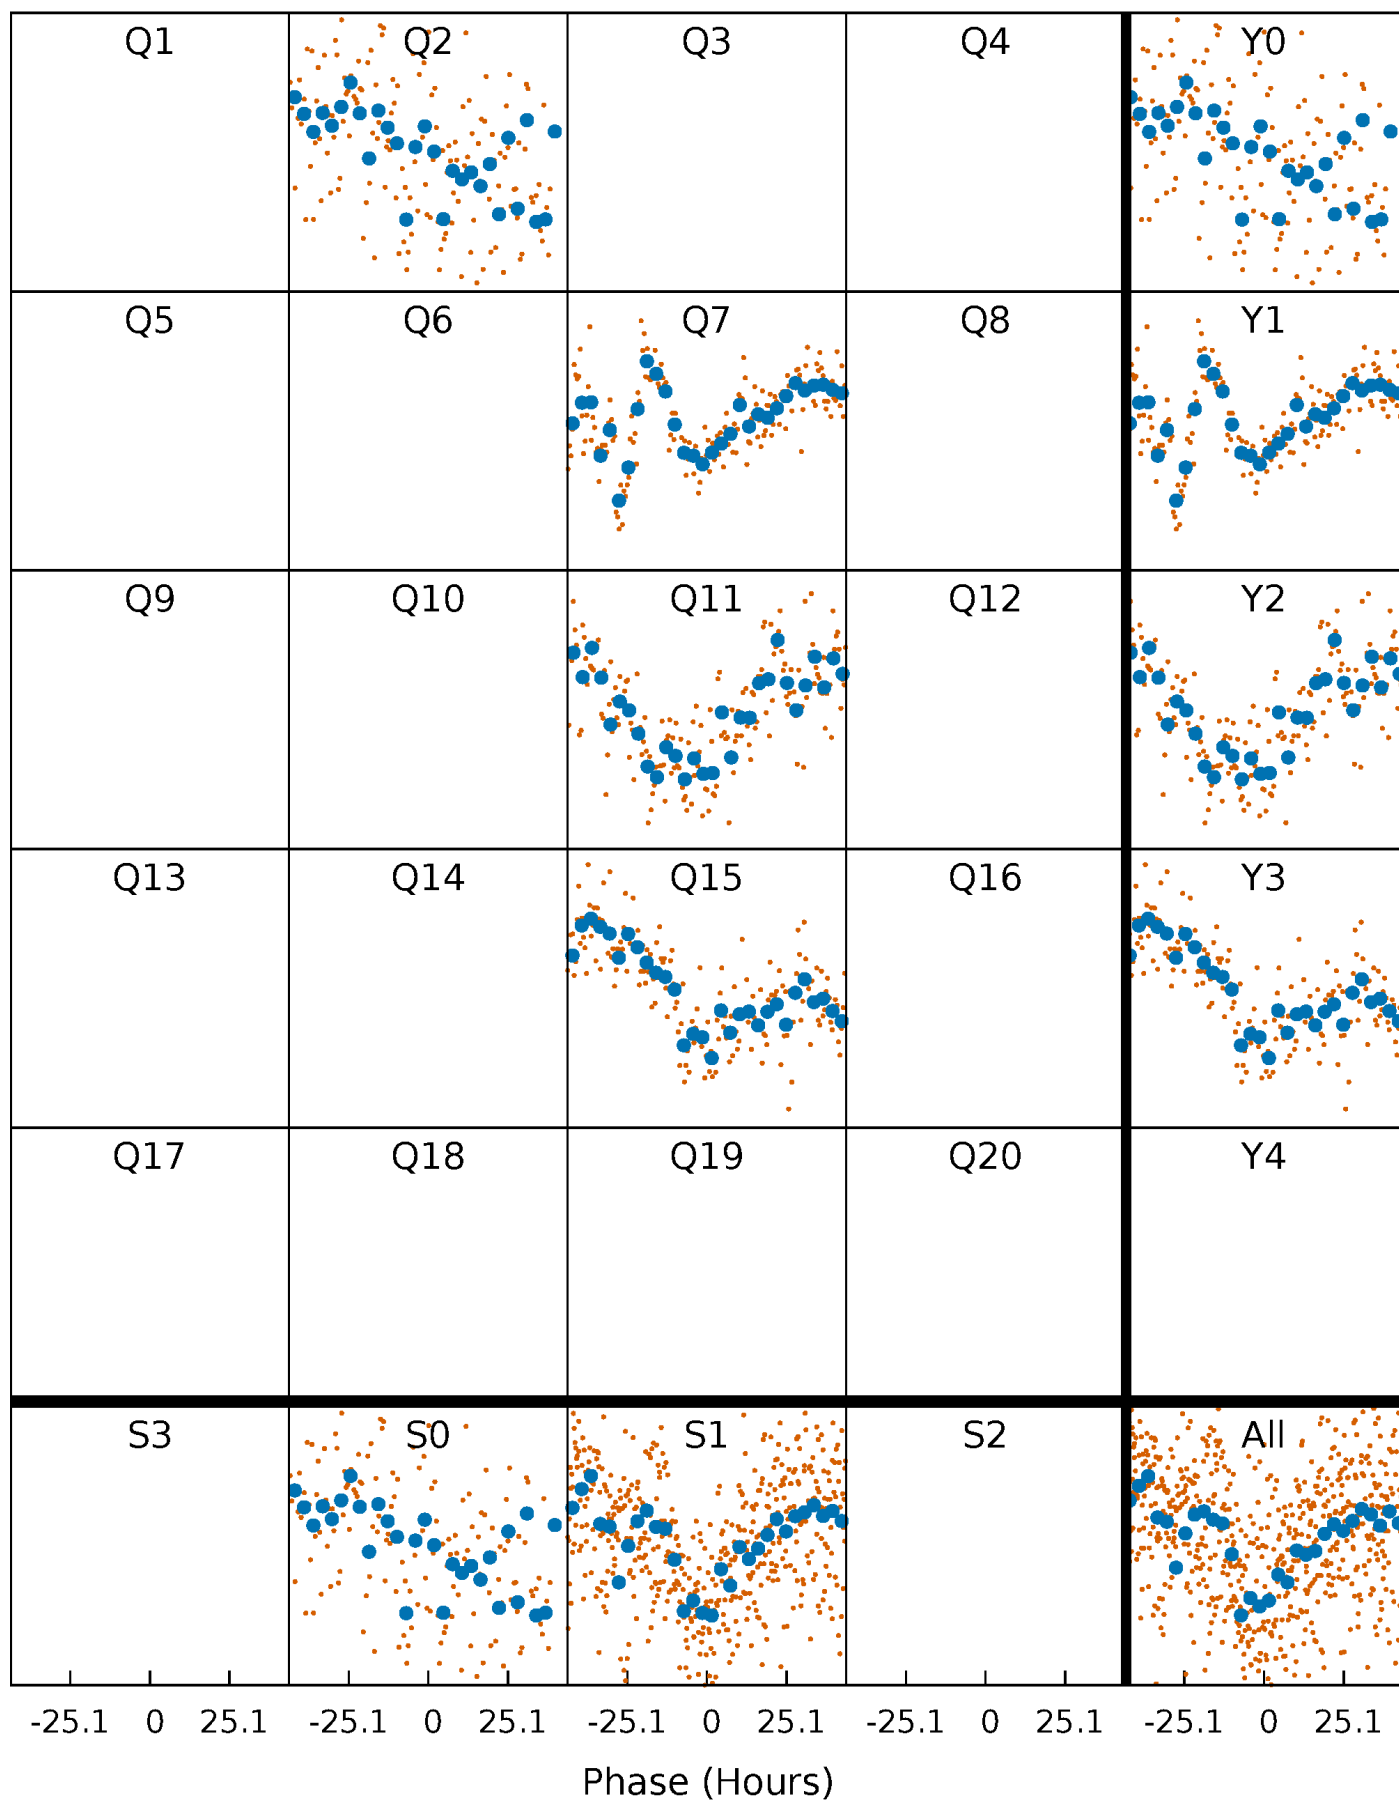 Q1 Q2 Q3 Q4 Y0
Q5 Q6 Q7 Q8 Y1
Q9 Q10 Q11 Q12 Y2
Q13 Q14 Q15 Q16 Y3
Q17 Q18 Q19 Q20 Y4
S3 S0 S1 S2 All
-25.1 0 25.1 -25.1 0 25.1 -25.1 0 25.1 -25.1 0 25.1 -25.1 0 25.1
Phase (Hours)